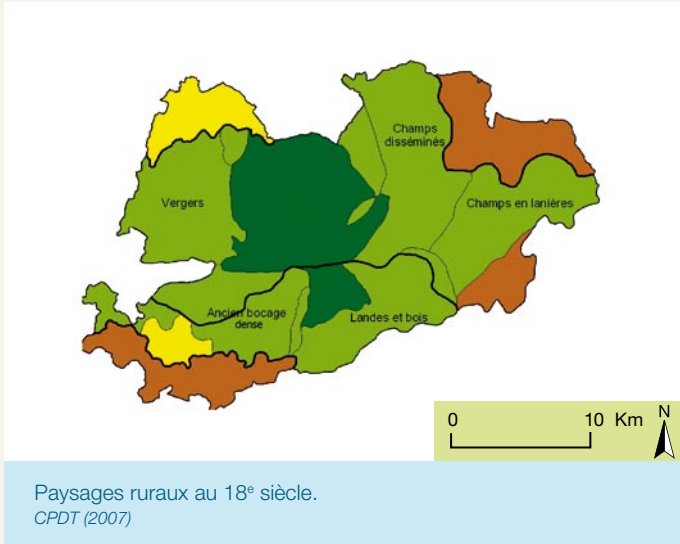 Champs
disséminés
Vergers
Champs en lanières
Ancien bocage
dense
Landes et bois
0 10 Km N
Paysages ruraux au 18e siècle.
CPDT (2007)